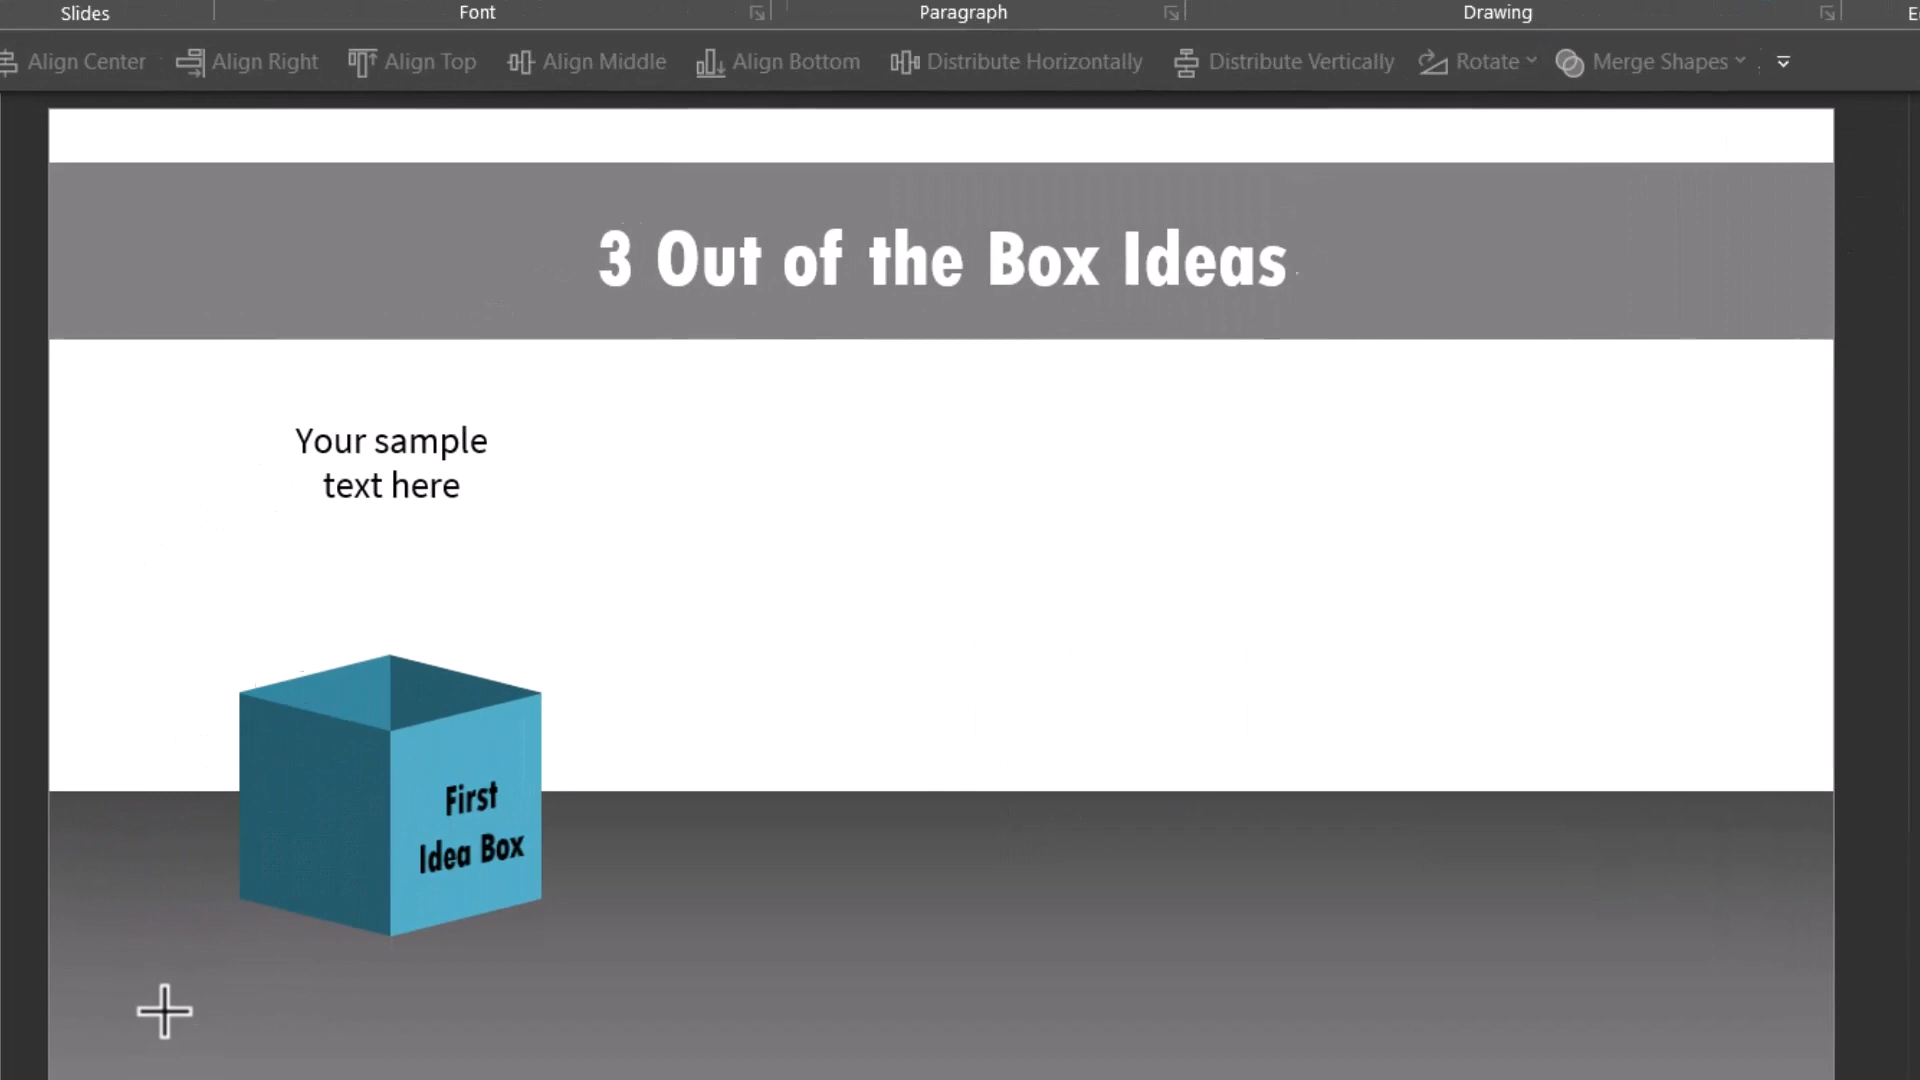 Slides Font Paragraph Drawing
Align Center Align Right Align Top Align Middle Align Bottom Distribute Horizontally Distribute Vertically Rotate Merge Shapes
3 Out of the Box Ideas
Your sample
text here
First
Idea Box